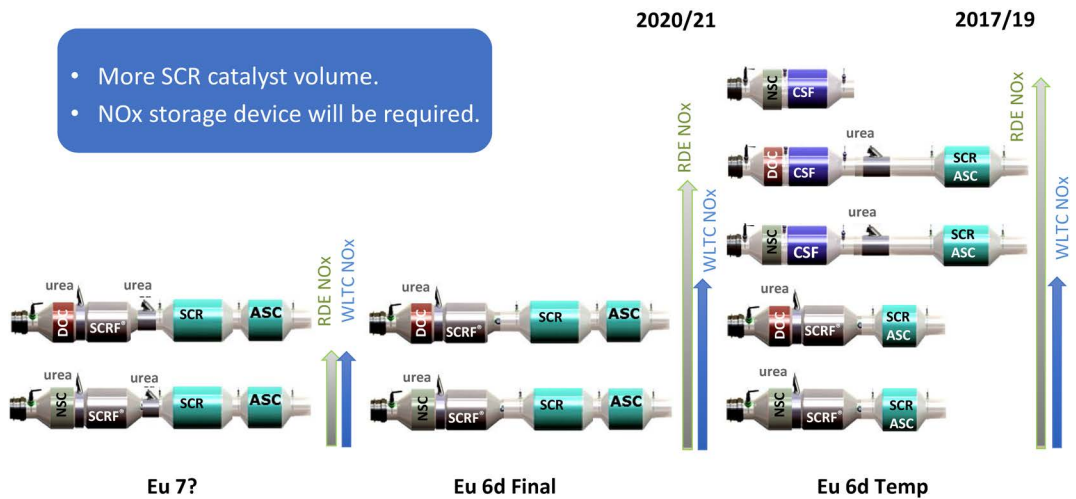 2020/21
2017/19
• More SCR catalyst volume.
• NOx storage device will be required.
NSC
CSF
urea
DOC
CSF
SCR
ASC
urea
NSC
CSF
SCR
ASC
urea
DOC
SCRF®
SCR
ASC
urea
NSC
SCRF®
SCR
ASC
RDE NOx
WLTC NOx
RDE NOx
WLTC NOx
urea
DOC
SCRF®
SCR
ASC
urea
NSC
SCRF®
SCR
ASC
RDE NOx
WLTC NOx
urea
urea
DOC
SCRF®
SCR
ASC
urea
urea
NSC
SCRF®
SCR
ASC
Eu 7?
Eu 6d Final
Eu 6d Temp